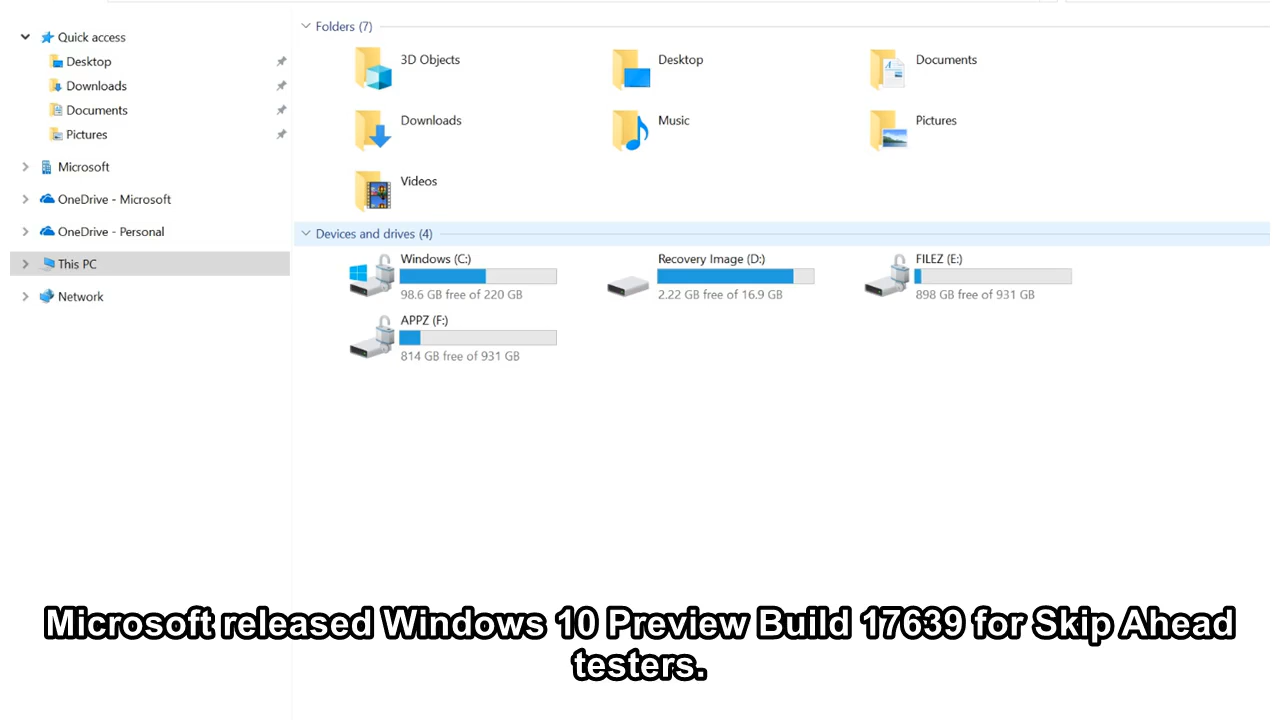 Quick access
Desktop
Downloads
Documents
Pictures
Microsoft
OneDrive - Microsoft
OneDrive - Personal
This PC
Network
Folders (7)
3D Objects
Desktop
Documents
Downloads
Music
Pictures
Videos
Devices and drives (4)
Windows (C:)
98.6 GB free of 220 GB
Recovery Image (D:)
2.22 GB free of 16.9 GB
FILEZ (E:)
898 GB free of 931 GB
APPZ (F:)
814 GB free of 931 GB
Microsoft released Windows 10 Preview Build 17639 for Skip Ahead
testers.